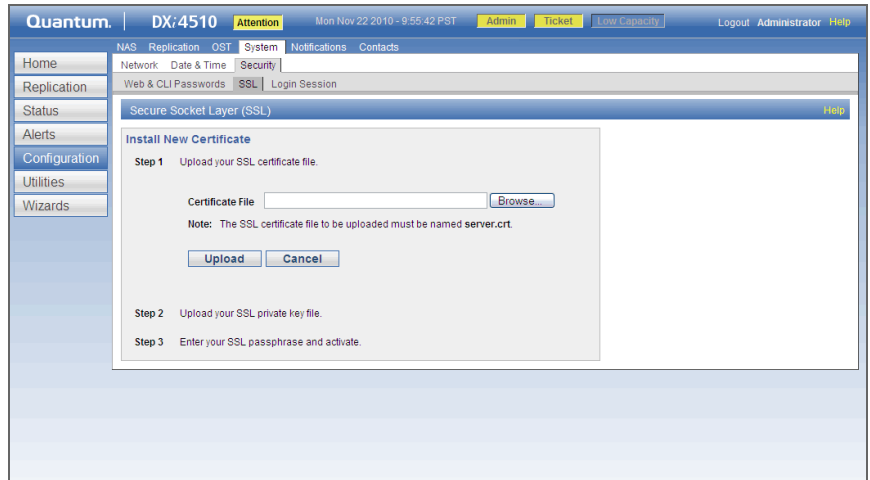 Quantum. DXi4510 Attention Mon Nov 22 2010 - 9:55:42 PST Admin Ticket Low Capacity Logout Administrator Help
NAS Replication OST System Notifications Contacts
Home
Network Date & Time Security
Replication
Web & CLI Passwords SSL Login Session
Status
Secure Socket Layer (SSL) Help
Alerts
Configuration
Utilities
Wizards
Install New Certificate
Step 1 Upload your SSL certificate file.
Certificate File Browse...
Note: The SSL certificate file to be uploaded must be named server.crt.
Upload Cancel
Step 2 Upload your SSL private key file.
Step 3 Enter your SSL passphrase and activate.